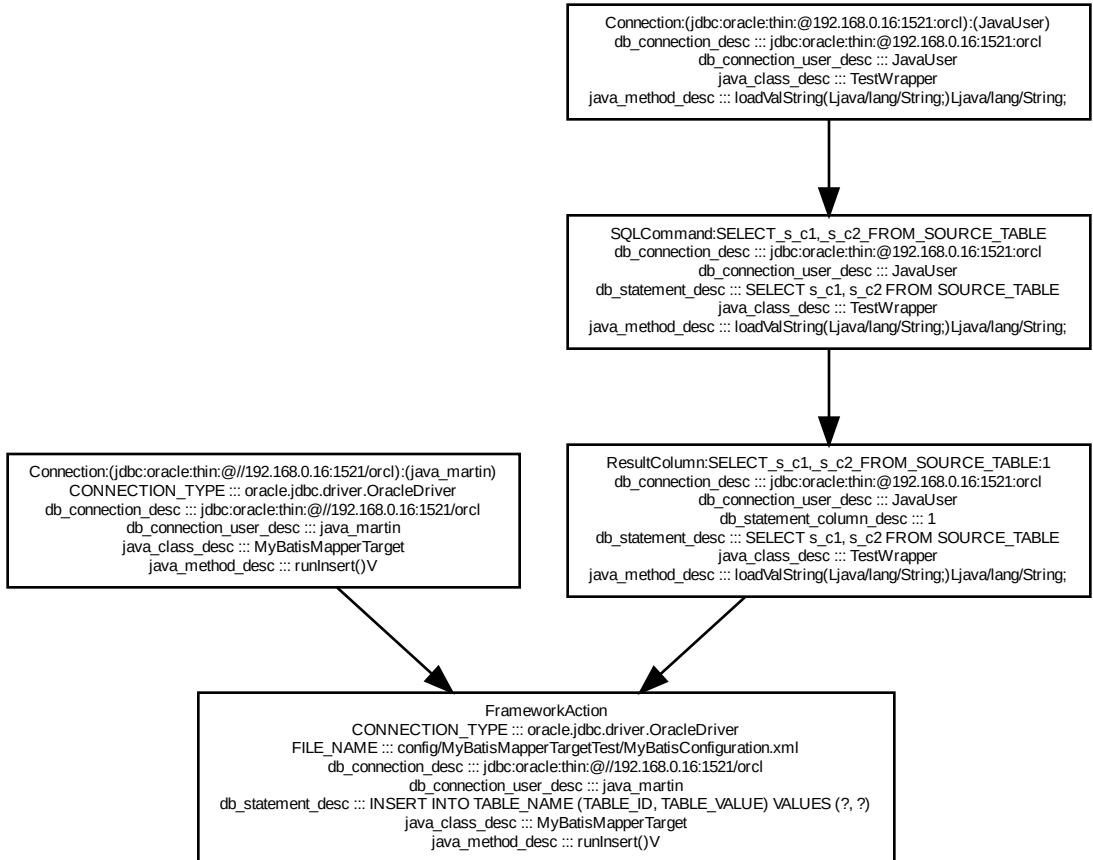 Connection:(jdbc:oracle:thin:@192.168.0.16:1521:orcl):(JavaUser)
db_connection_desc ::: jdbc:oracle:thin:@192.168.0.16:1521:orcl
db_connection_user_desc ::: JavaUser
java_class_desc ::: TestWrapper
java_method_desc ::: loadValString(Ljava/lang/String;)Ljava/lang/String;
SQLCommand:SELECT_s_c1,_s_c2_FROM_SOURCE_TABLE
db_connection_desc ::: jdbc:oracle:thin:@192.168.0.16:1521:orcl
db_connection_user_desc ::: JavaUser
db_statement_desc ::: SELECT s_c1, s_c2 FROM SOURCE_TABLE
java_class_desc ::: TestWrapper
java_method_desc ::: loadValString(Ljava/lang/String;)Ljava/lang/String;
Connection:(jdbc:oracle:thin:@//192.168.0.16:1521/orcl):(java_martin)
CONNECTION_TYPE ::: oracle.jdbc.driver.OracleDriver
db_connection_desc ::: jdbc:oracle:thin:@//192.168.0.16:1521/orcl
db_connection_user_desc ::: java_martin
java_class_desc ::: MyBatisMapperTarget
java_method_desc ::: runInsert()V
ResultColumn:SELECT_s_c1,_s_c2_FROM_SOURCE_TABLE:1
db_connection_desc ::: jdbc:oracle:thin:@192.168.0.16:1521:orcl
db_connection_user_desc ::: JavaUser
db_statement_column_desc ::: 1
db_statement_desc ::: SELECT s_c1, s_c2 FROM SOURCE_TABLE
java_class_desc ::: TestWrapper
java_method_desc ::: loadValString(Ljava/lang/String;)Ljava/lang/String;
FrameworkAction
CONNECTION_TYPE ::: oracle.jdbc.driver.OracleDriver
FILE_NAME ::: config/MyBatisMapperTargetTest/MyBatisConfiguration.xml
db_connection_desc ::: jdbc:oracle:thin:@//192.168.0.16:1521/orcl
db_connection_user_desc ::: java_martin
db_statement_desc ::: INSERT INTO TABLE_NAME (TABLE_ID, TABLE_VALUE) VALUES (?, ?)
java_class_desc ::: MyBatisMapperTarget
java_method_desc ::: runInsert()V